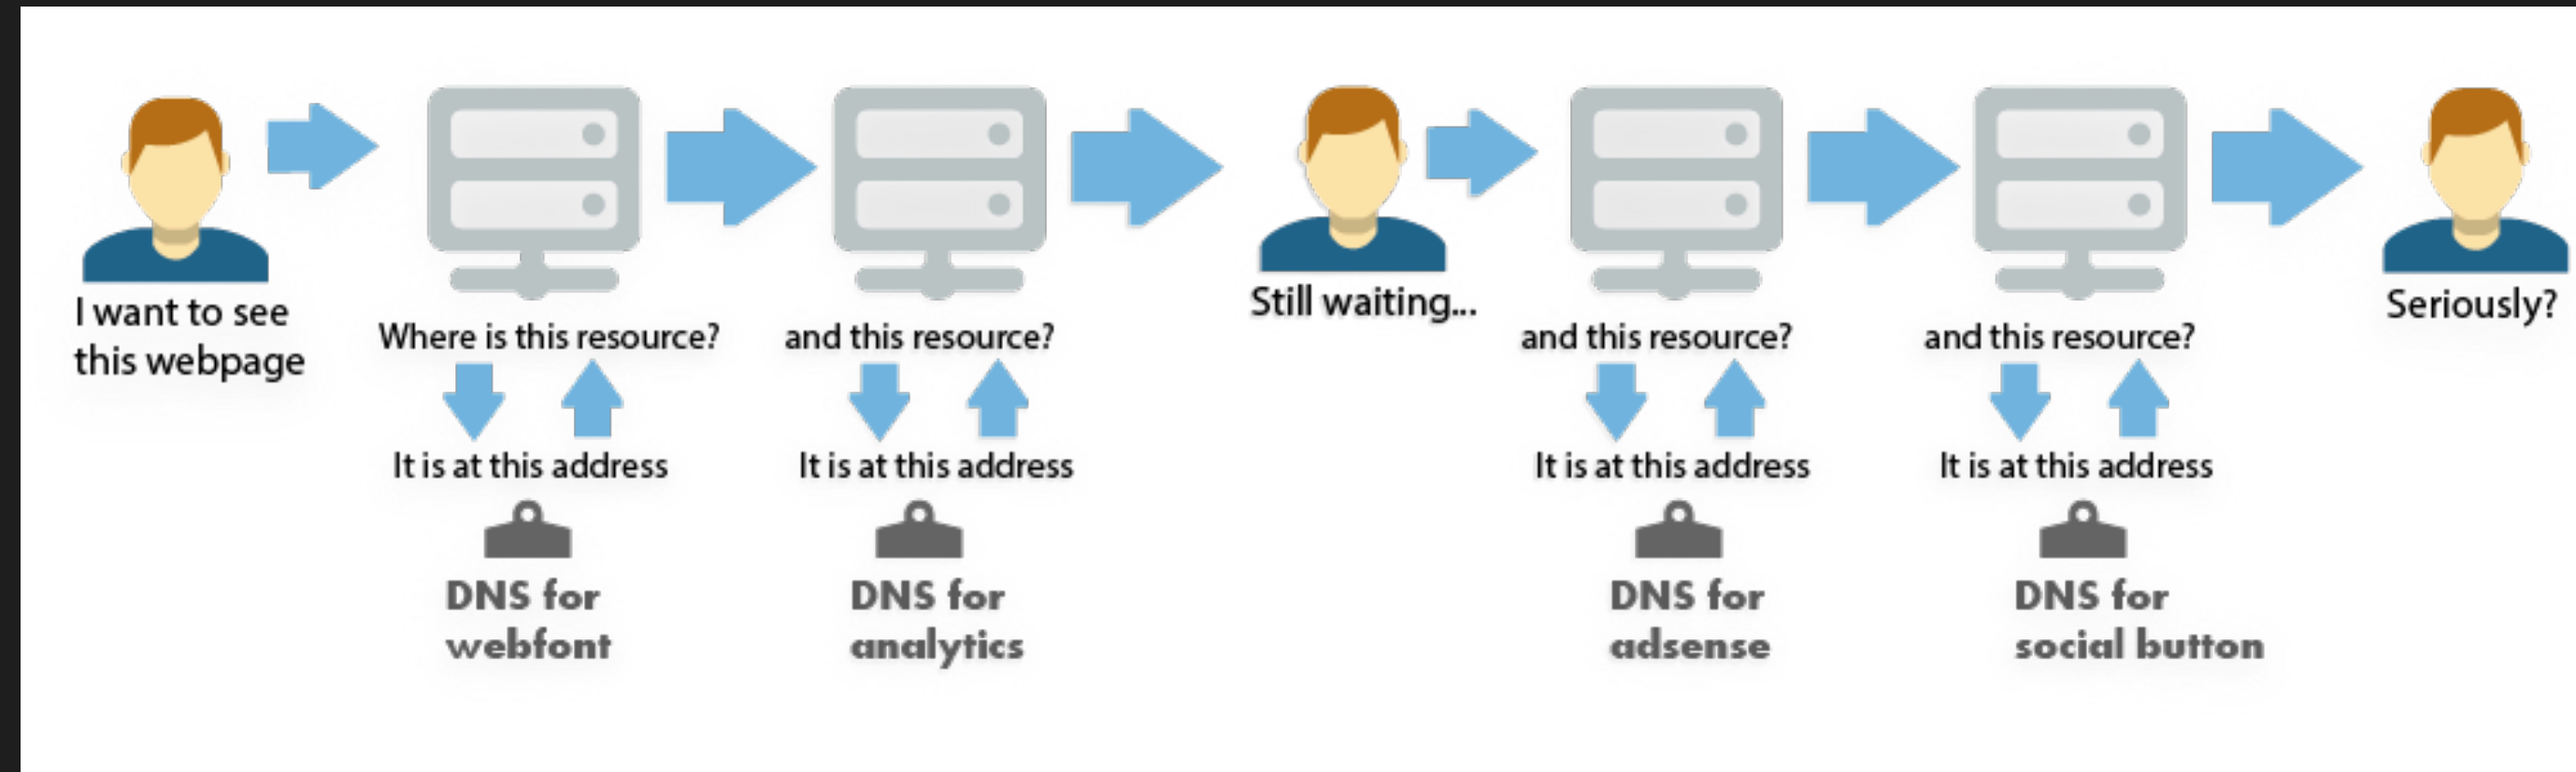 I want to see
this webpage
Where is this resource?
It is at this address
DNS for
webfont
and this resource?
It is at this address
DNS for
analytics
Still waiting...
and this resource?
It is at this address
DNS for
adsense
and this resource?
It is at this address
DNS for
social button
Seriously?